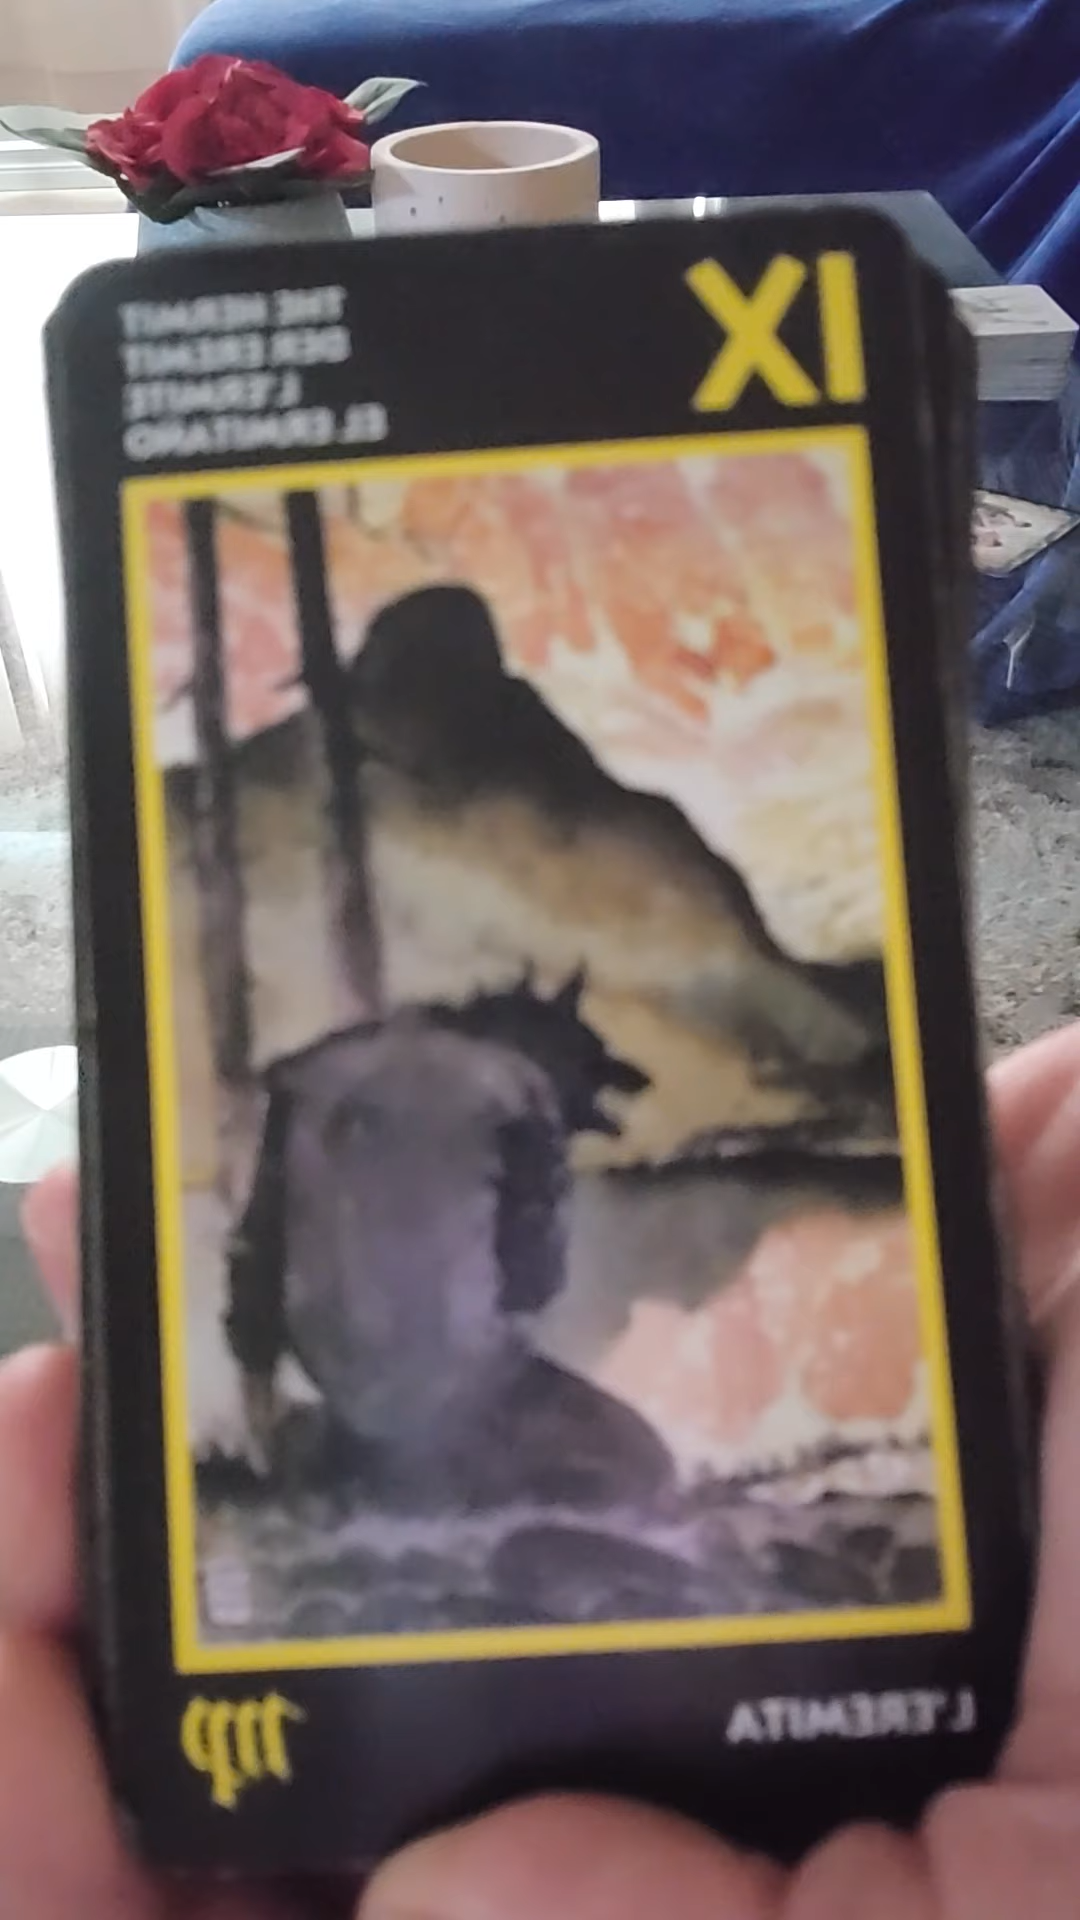 IX
THE HERMIT
DER EREMIT
L'ERMITE
EL ERMITAÑO
L'EREMITA